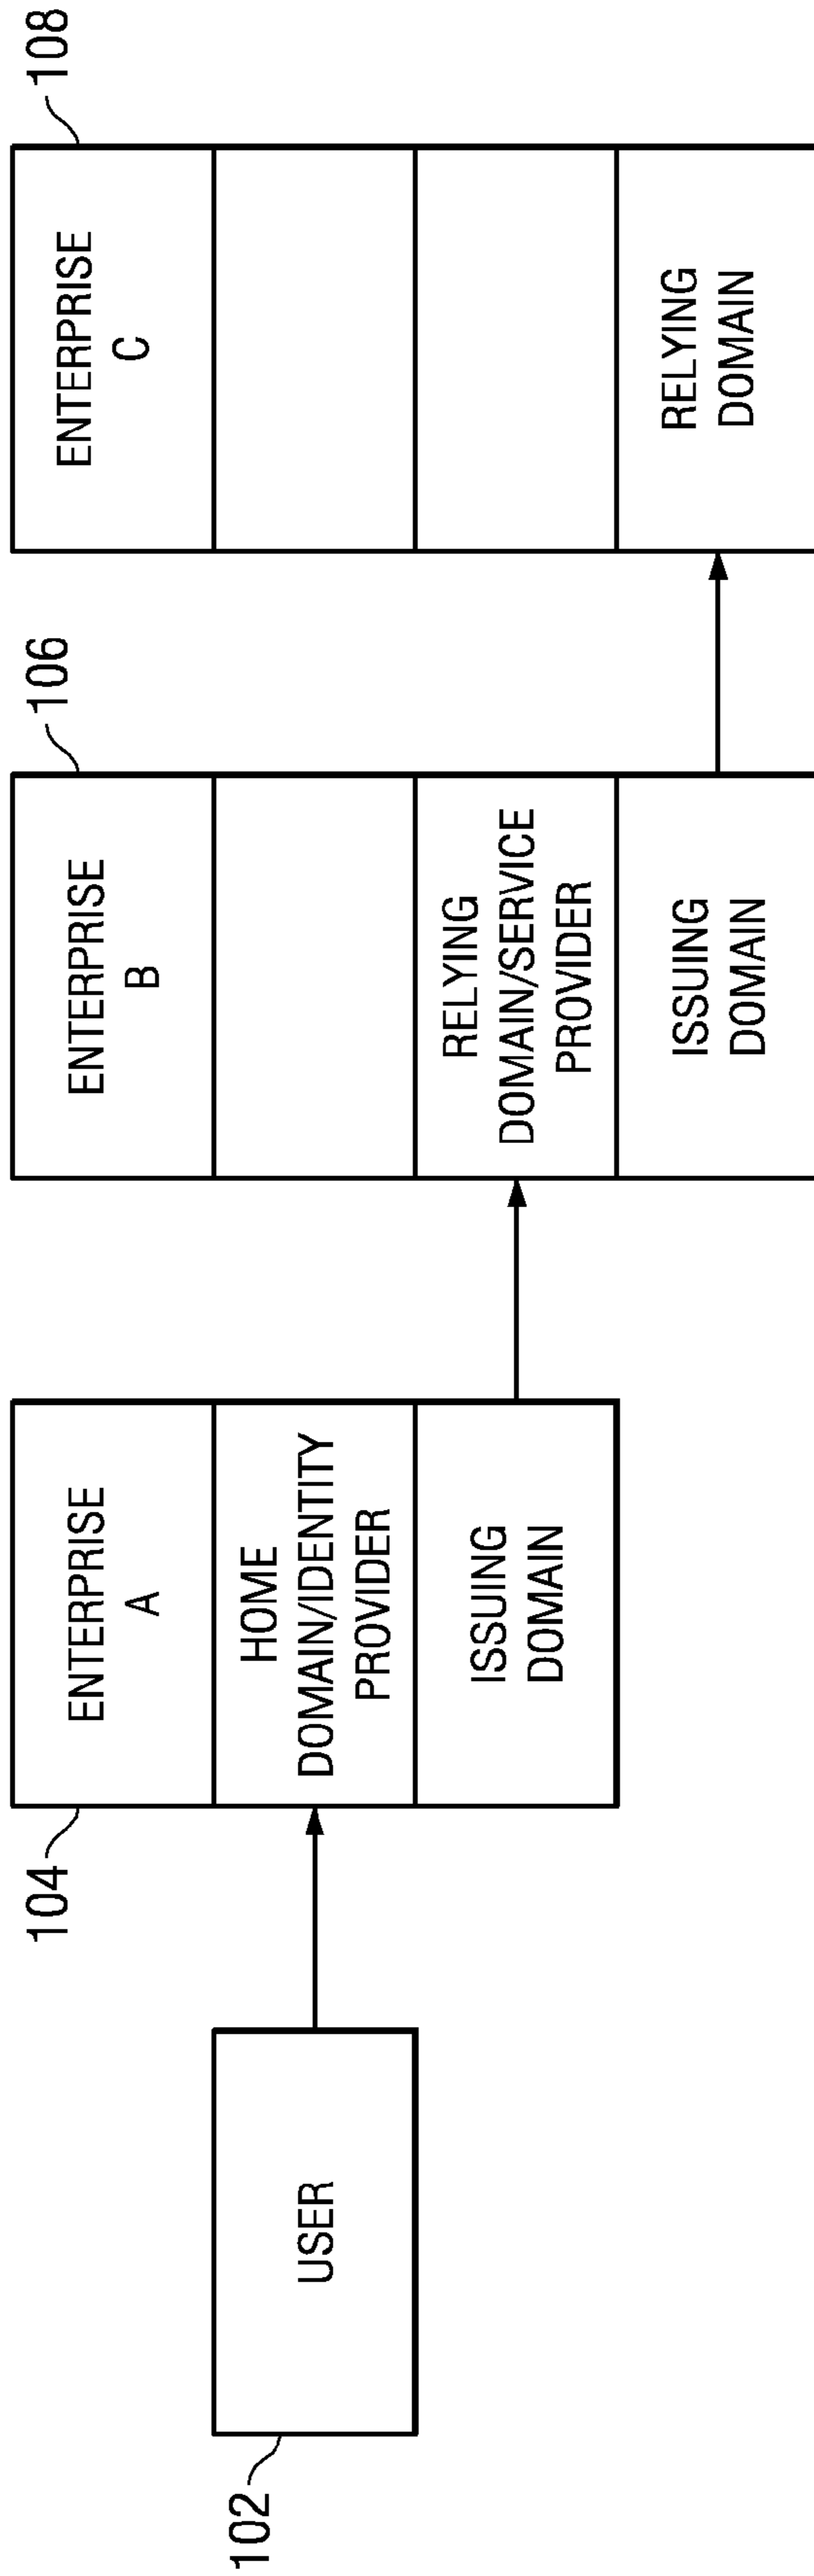 102
USER
104
ENTERPRISE
A
HOME
DOMAIN/IDENTITY
PROVIDER
ISSUING
DOMAIN
106
ENTERPRISE
B
RELYING
DOMAIN/SERVICE
PROVIDER
ISSUING
DOMAIN
108
ENTERPRISE
C
RELYING
DOMAIN